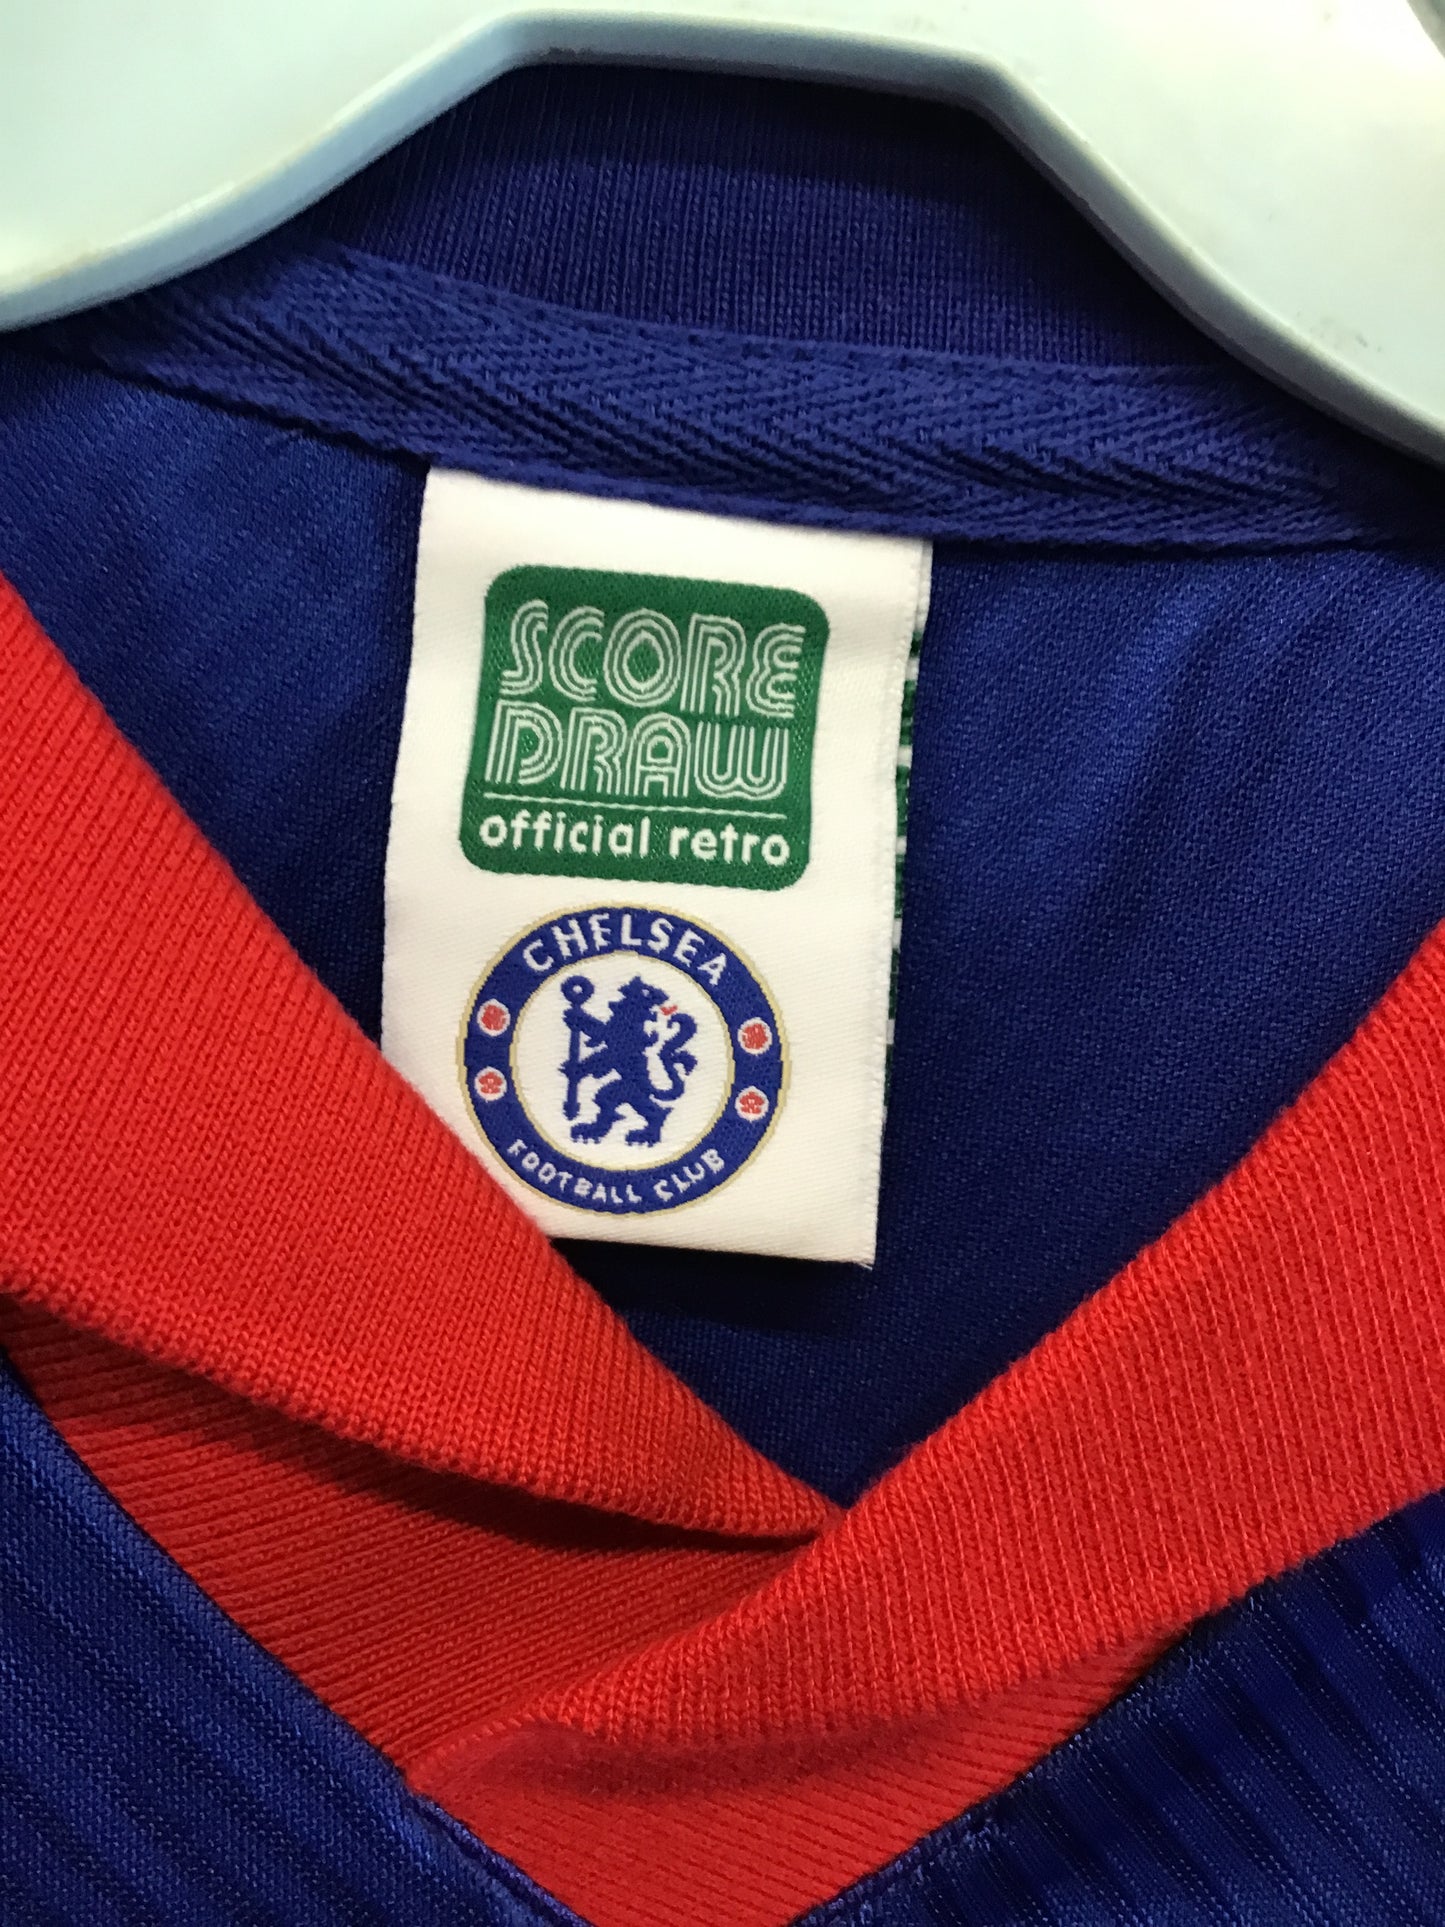 SCORE
DRAW
official retro
CHELSEA
FOOTBALL CLUB